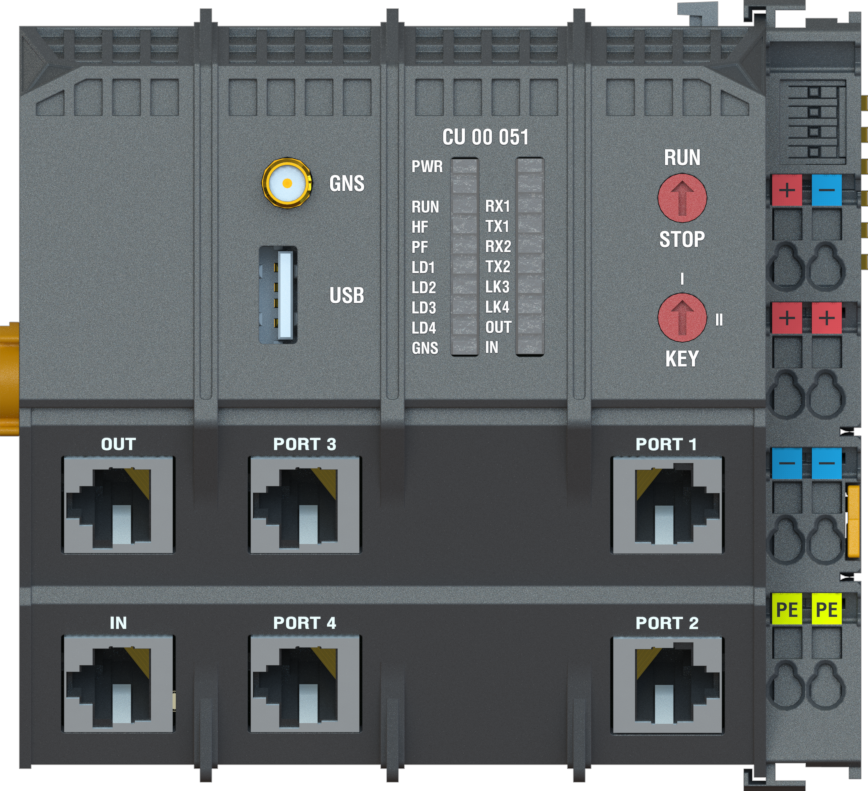 CU 00 051
PWR
RUN RX1
HF TX1
PF RX2
LD1 TX2
LD2 LK3
LD3 LK4
LD4 OUT
GNS IN
GNS
USB
RUN
STOP
I
II
KEY
+ −
+ +
− −
PE PE
OUT
PORT 3
PORT 1
IN
PORT 4
PORT 2